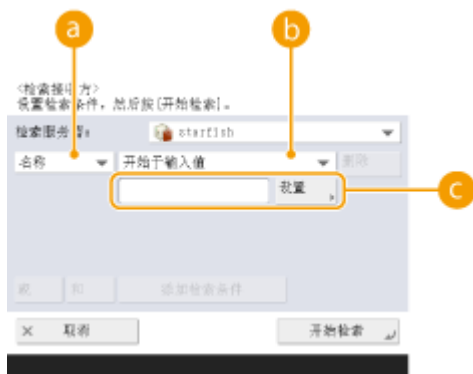 a
b
<检索接收方>
设置检索条件，然后按[开始检索]。
检索服务器：
starfish
名称
开始于输入值
删除
设置
c
或
和
添加检索条件
× 取消
开始检索